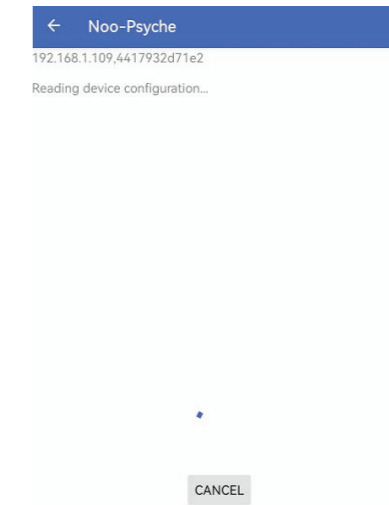 Noo-Psyche
192.168.1.109,4417932d71e2
Reading device configuration...
CANCEL